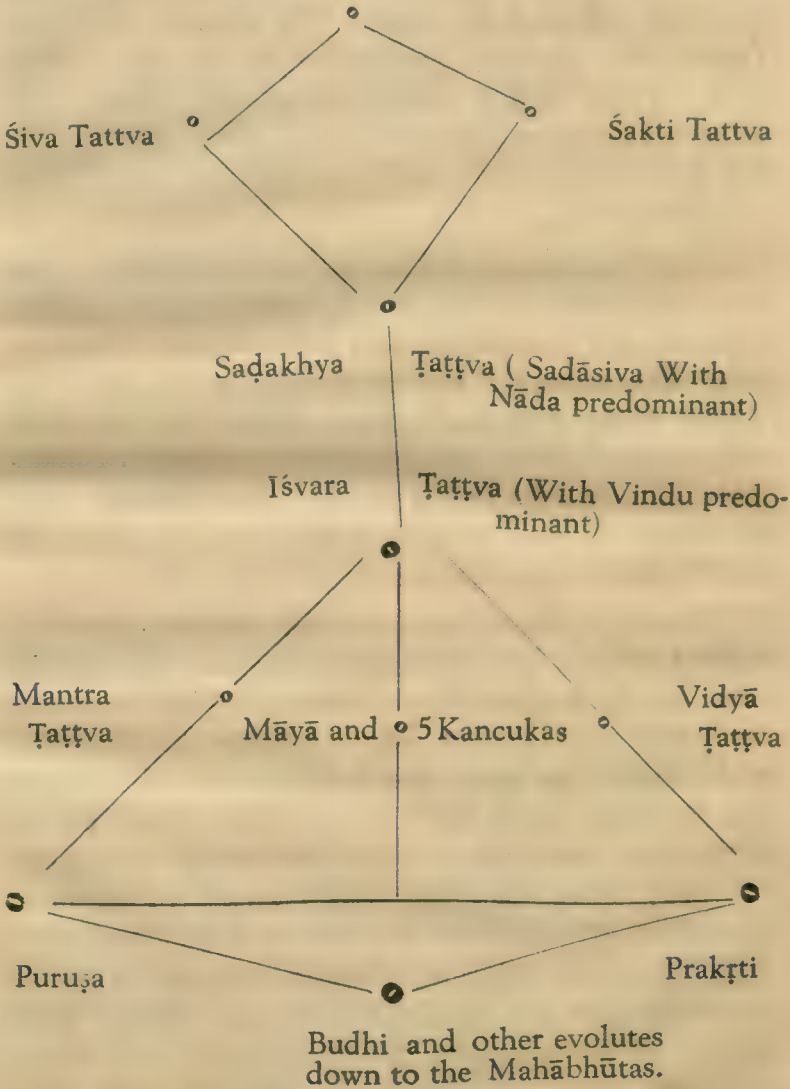 Śiva Tattva
Śakti Tattva
Saḍakhya Ṭaṭṭva ( Sadāsiva With
Nāda predominant)
Īśvara Ṭaṭṭva (With Vindu predo-
minant)
Mantra
Ṭaṭṭva
Māyā and 5 Kancukas
Vidyā
Ṭaṭṭva
Puruṣa
Prakṛti
Budhi and other evolutes
down to the Mahābhūtas.